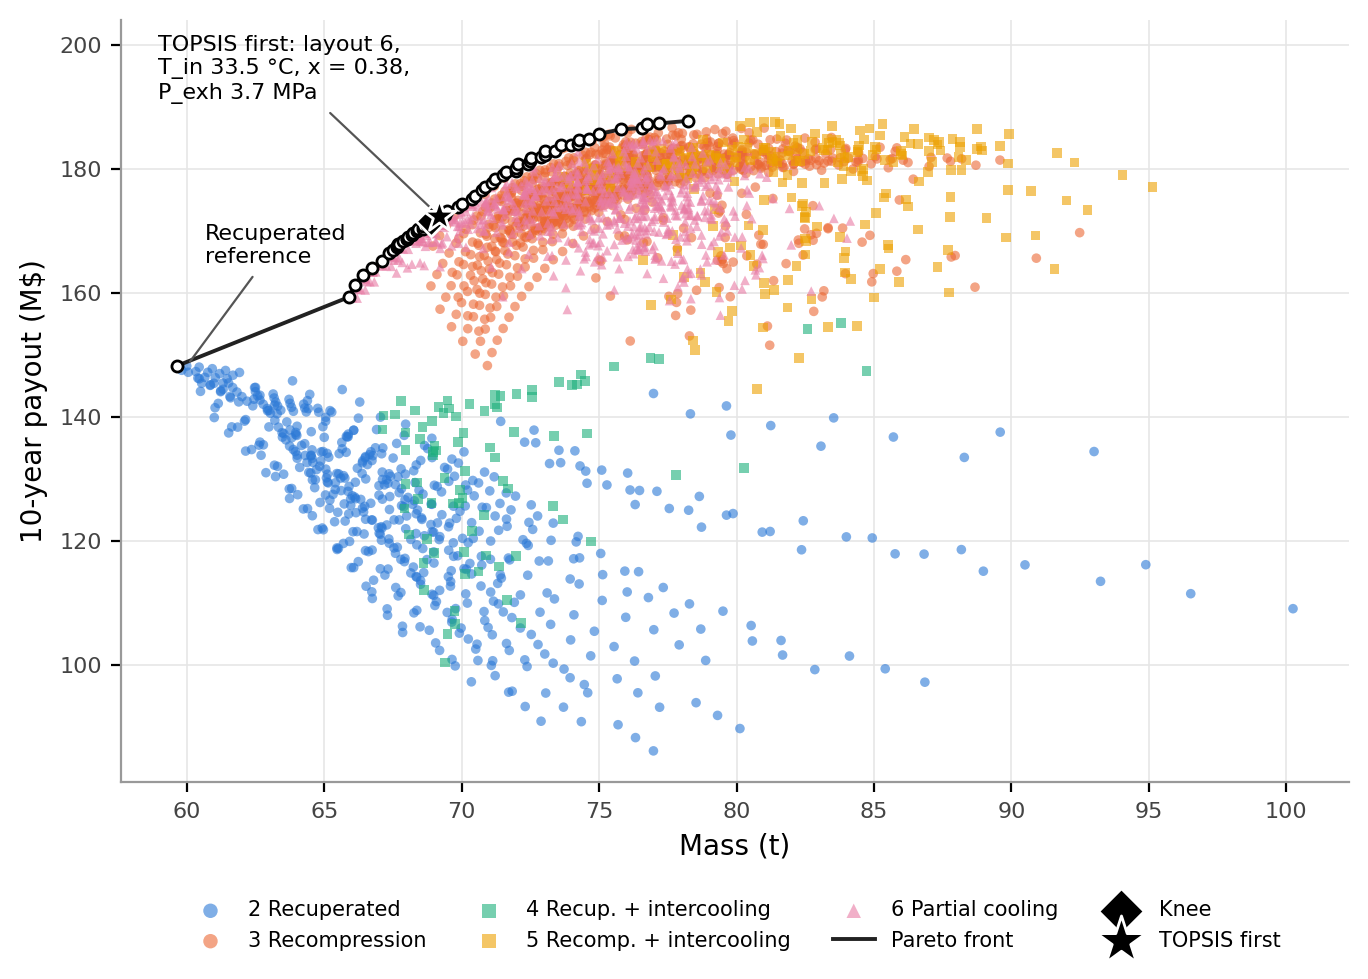 TOPSIS first: layout 6,
T_in 33.5 °C, x = 0.38,
P_exh 3.7 MPa
Recuperated
reference
10-year payout (M$)
200
180
160
140
120
100
60 65 70 75 80 85 90 95 100
Mass (t)
2 Recuperated
3 Recompression
4 Recup. + intercooling
5 Recomp. + intercooling
6 Partial cooling
Pareto front
Knee
TOPSIS first